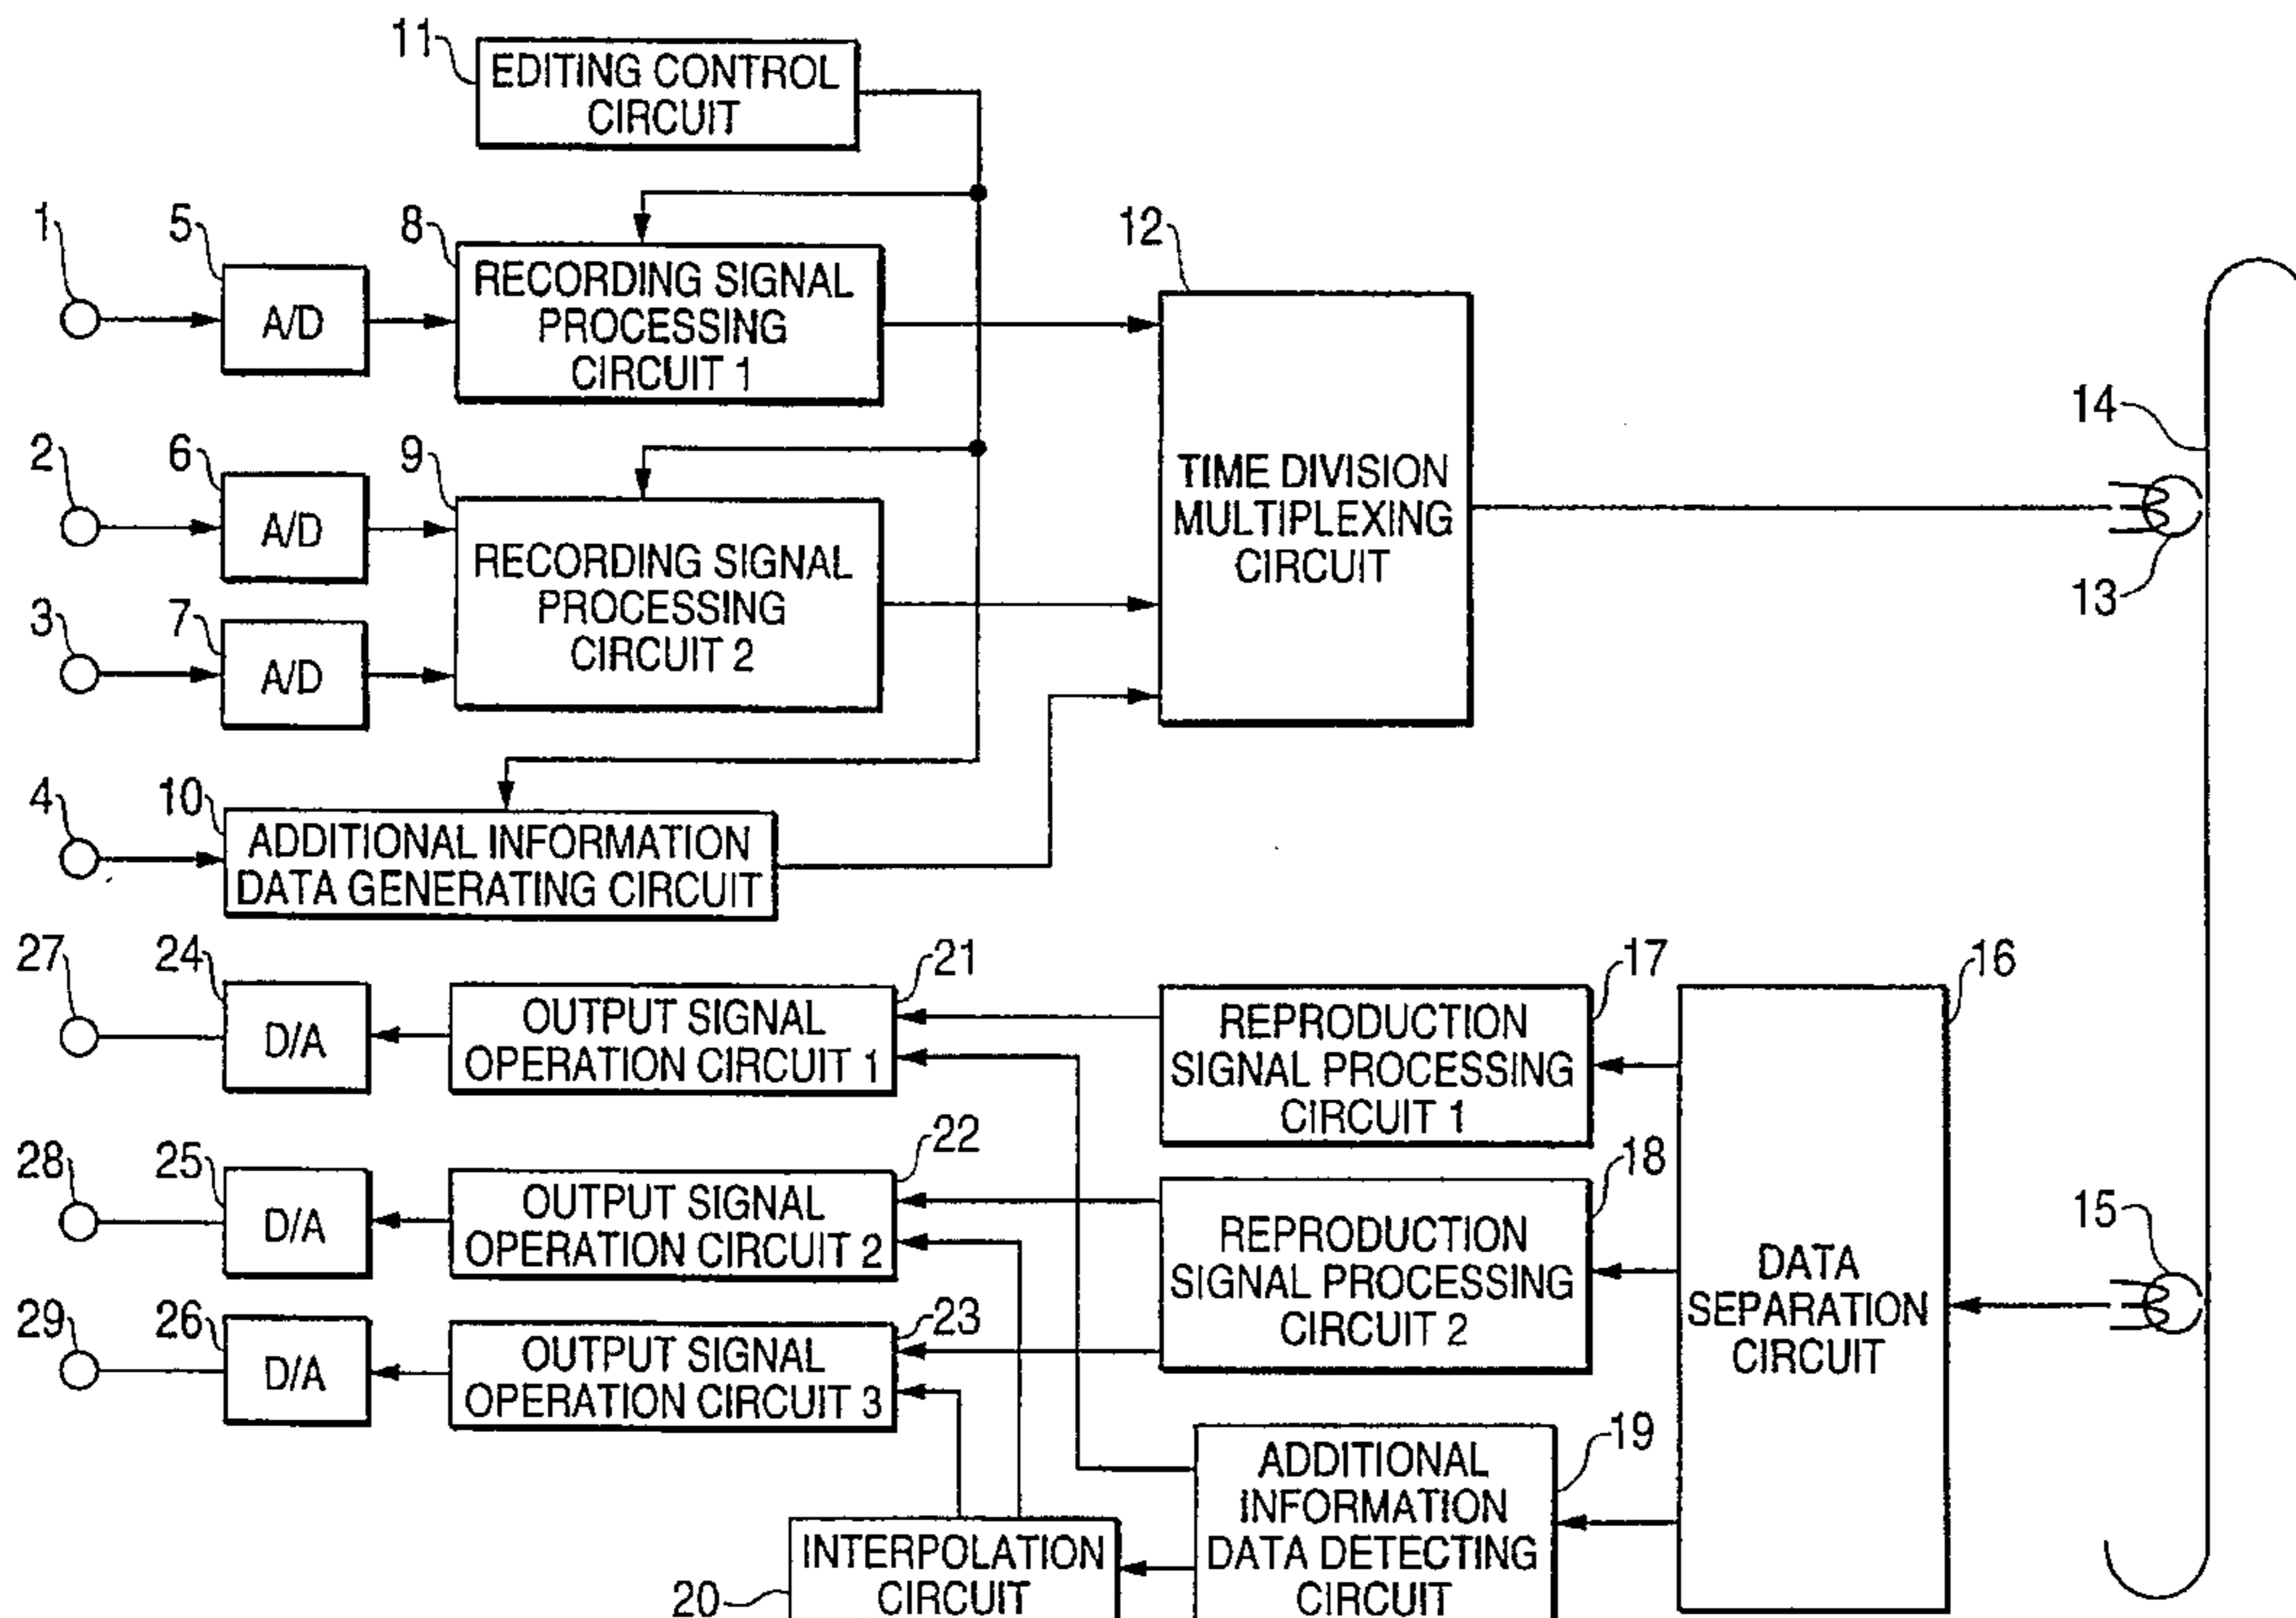 11
EDITING CONTROL
CIRCUIT
1
5
8
12
A/D
RECORDING SIGNAL
PROCESSING
CIRCUIT 1
14
2
6
9
A/D
RECORDING SIGNAL
PROCESSING
CIRCUIT 2
TIME DIVISION
MULTIPLEXING
CIRCUIT
13
3
7
A/D
4
10
ADDITIONAL INFORMATION
DATA GENERATING CIRCUIT
27
24
21
17
16
D/A
OUTPUT SIGNAL
OPERATION CIRCUIT 1
REPRODUCTION
SIGNAL PROCESSING
CIRCUIT 1
28
25
22
18
15
D/A
OUTPUT SIGNAL
OPERATION CIRCUIT 2
REPRODUCTION
SIGNAL PROCESSING
CIRCUIT 2
DATA
SEPARATION
CIRCUIT
29
26
23
D/A
OUTPUT SIGNAL
OPERATION CIRCUIT 3
19
ADDITIONAL
INFORMATION
DATA DETECTING
CIRCUIT
20
INTERPOLATION
CIRCUIT